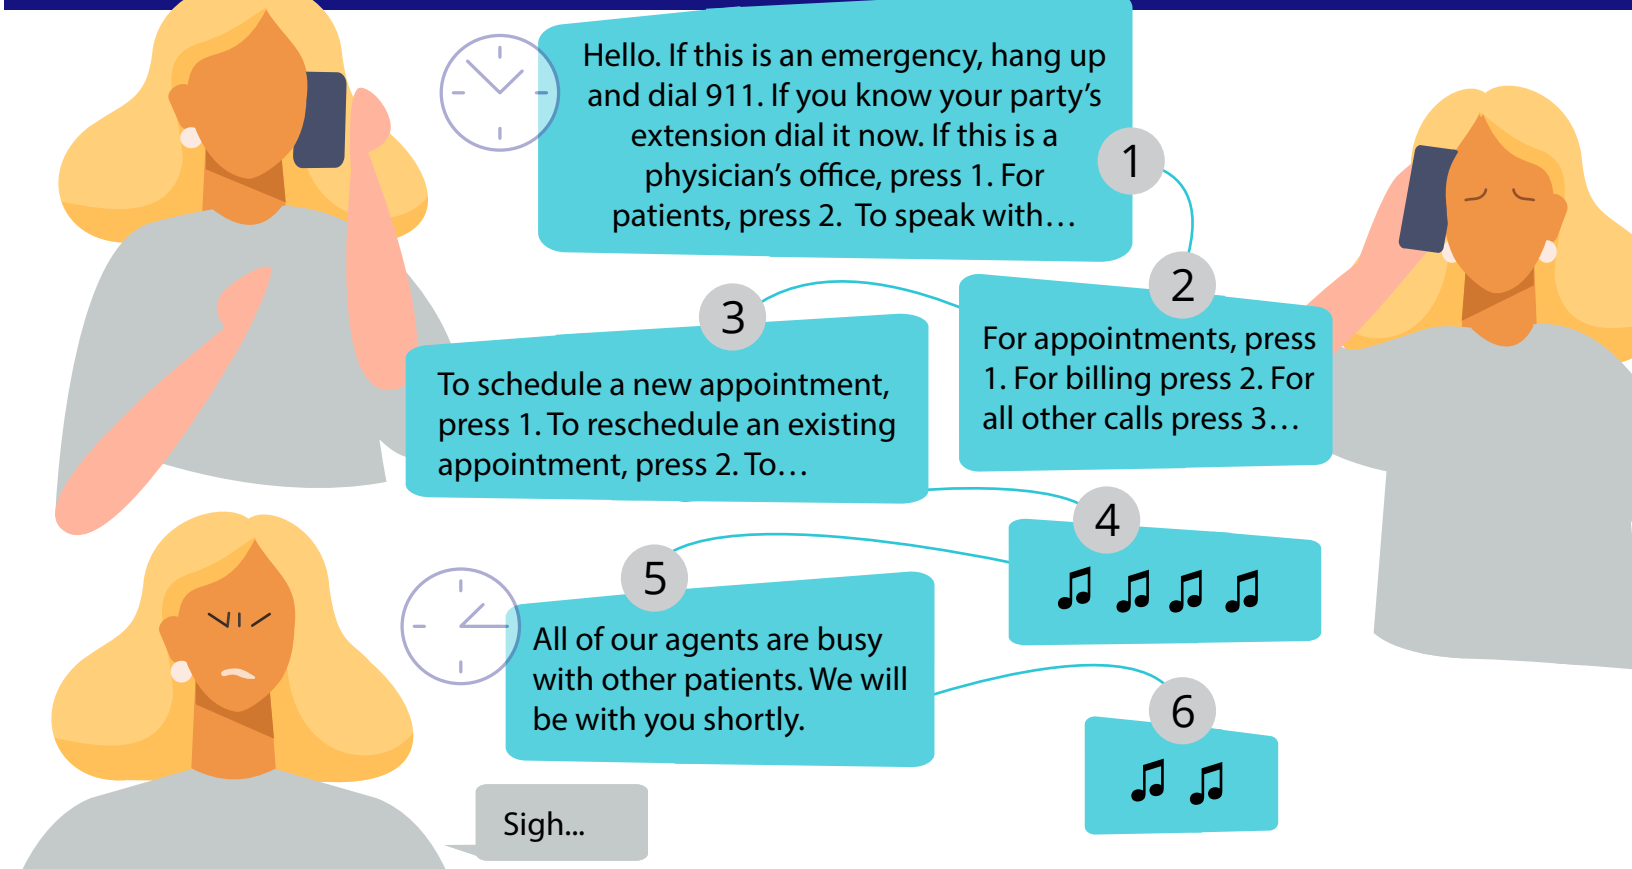 Hello. If this is an emergency, hang up
and dial 911. If you know your party’s
extension dial it now. If this is a
physician’s office, press 1. For
patients, press 2.  To speak with…
1
2
For appointments, press
1. For billing press 2. For
all other calls press 3…
3
To schedule a new appointment,
press 1. To reschedule an existing
appointment, press 2. To…
4
5
All of our agents are busy
with other patients. We will
be with you shortly.
6
Sigh...